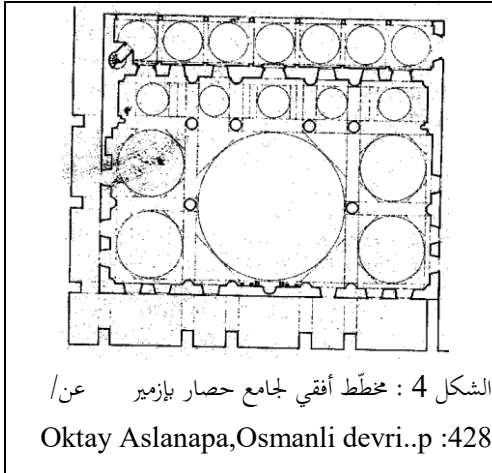 الشكل 4 : مخطّط أفقي لجامع حصار بإزمير عن/
Oktay Aslanapa,Osmanli devri..p :428